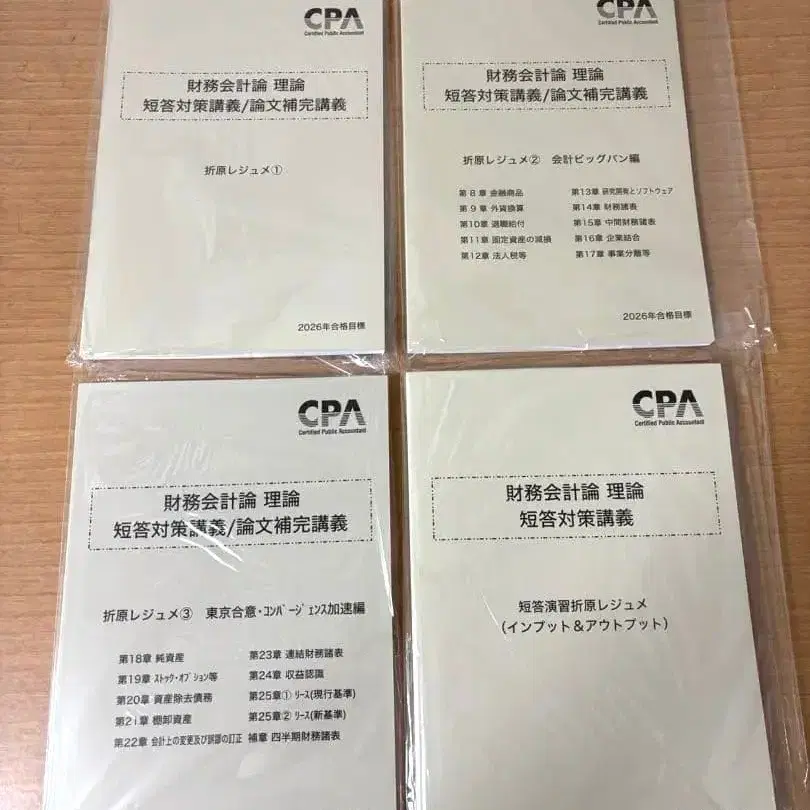 CPA
Certified Public Accountant
財務会計論 理論
短答対策講義/論文補完講義
折原レジュメ①
2026年合格目標
CPA
Certified Public Accountant
財務会計論 理論
短答対策講義/論文補完講義
折原レジュメ② 会計ビッグバン編
第8章 金融商品
第9章 外貨換算
第10章 退職給付
第11章 固定資産の減損
第12章 法人税等
第13章 研究開発とソフトウェア
第14章 財務諸表
第15章 中間財務諸表
第16章 企業結合
第17章 事業分離等
2026年合格目標
CPA
Certified Public Accountant
財務会計論 理論
短答対策講義/論文補完講義
折原レジュメ③ 東京合意・ｺﾝﾊﾞｰｼﾞｪﾝｽ加速編
第18章 純資産
第19章 ｽﾄｯｸ・ｵﾌﾟｼｮﾝ等
第20章 資産除去債務
第21章 棚卸資産
第22章 会計上の変更及び誤謬の訂正
第23章 連結財務諸表
第24章 収益認識
第25章① ﾘｰｽ(現行基準)
第25章② ﾘｰｽ(新基準)
補章 四半期財務諸表
CPA
Certified Public Accountant
財務会計論 理論
短答対策講義
短答演習折原レジュメ
(インプット＆アウトプット)